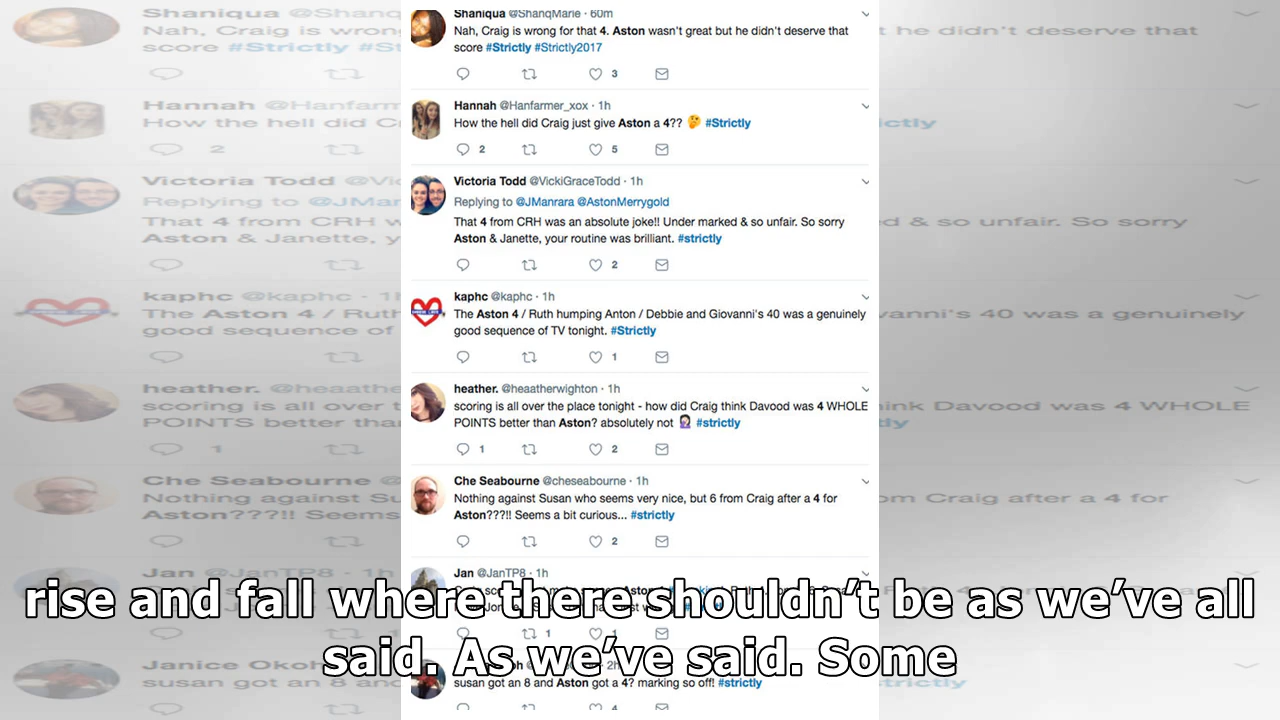 Shaniqua @ShanqMarie · 60m
Nah, Craig is wrong for that 4. Aston wasn't great but he didn't deserve that
score #Strictly #Strictly2017
3
Hannah @Hanfarmer_xox · 1h
How the hell did Craig just give Aston a 4?? 🤔 #Strictly
2 5
Victoria Todd @VickiGraceTodd · 1h
Replying to @JManrara @AstonMerrygold
That 4 from CRH was an absolute joke!! Under marked & so unfair. So sorry
Aston & Janette, your routine was brilliant. #strictly
2
kaphc @kaphc · 1h
The Aston 4 / Ruth humping Anton / Debbie and Giovanni's 40 was a genuinely
good sequence of TV tonight. #Strictly
1
heather. @heaatherwighton · 1h
scoring is all over the place tonight - how did Craig think Davood was 4 WHOLE
POINTS better than Aston? absolutely not 🤦🏻‍♀️ #strictly
1 2
Che Seabourne @cheseabourne · 1h
Nothing against Susan who seems very nice, but 6 from Craig after a 4 for
Aston???!! Seems a bit curious... #strictly
2
Jan @JanTP8 · 1h
rise and fall where there shouldn't be as we've all
1 1
said. As we've said. Some
susan got an 8 and Aston got a 4? marking so off! #strictly
4